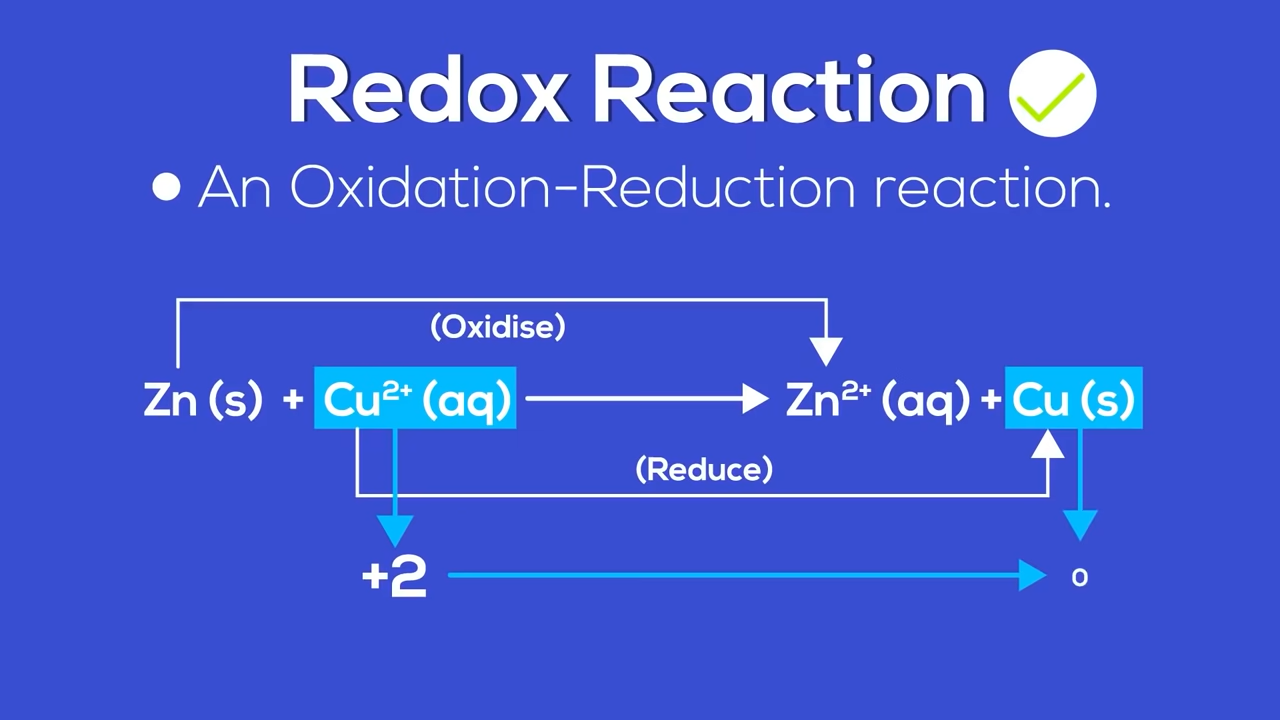 Redox Reaction
• An Oxidation-Reduction reaction.
(Oxidise)
Zn (s) + Cu²⁺ (aq) ⟶ Zn²⁺ (aq) + Cu (s)
(Reduce)
+2 ⟶ 0